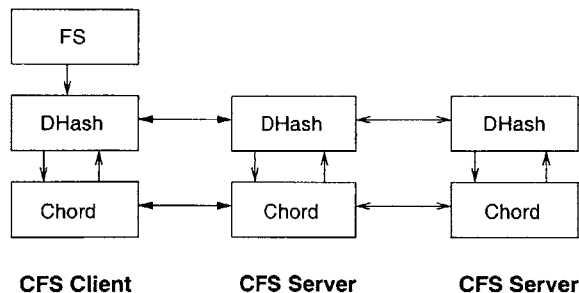 FS
DHash
DHash
DHash
Chord
Chord
Chord
CFS Client
CFS Server
CFS Server